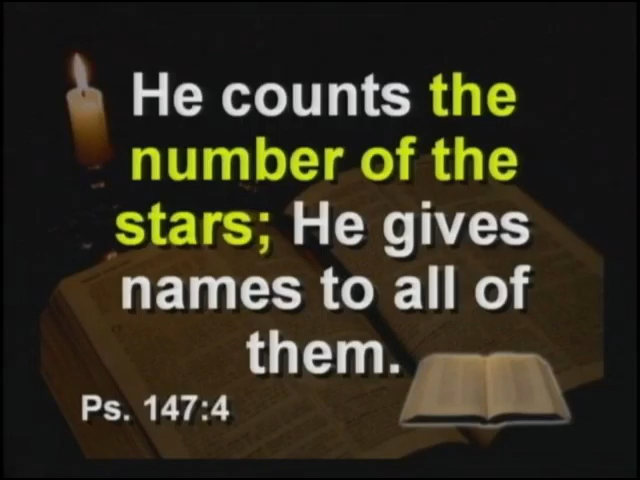 He counts the
number of the
stars; He gives
names to all of
them.
Ps. 147:4